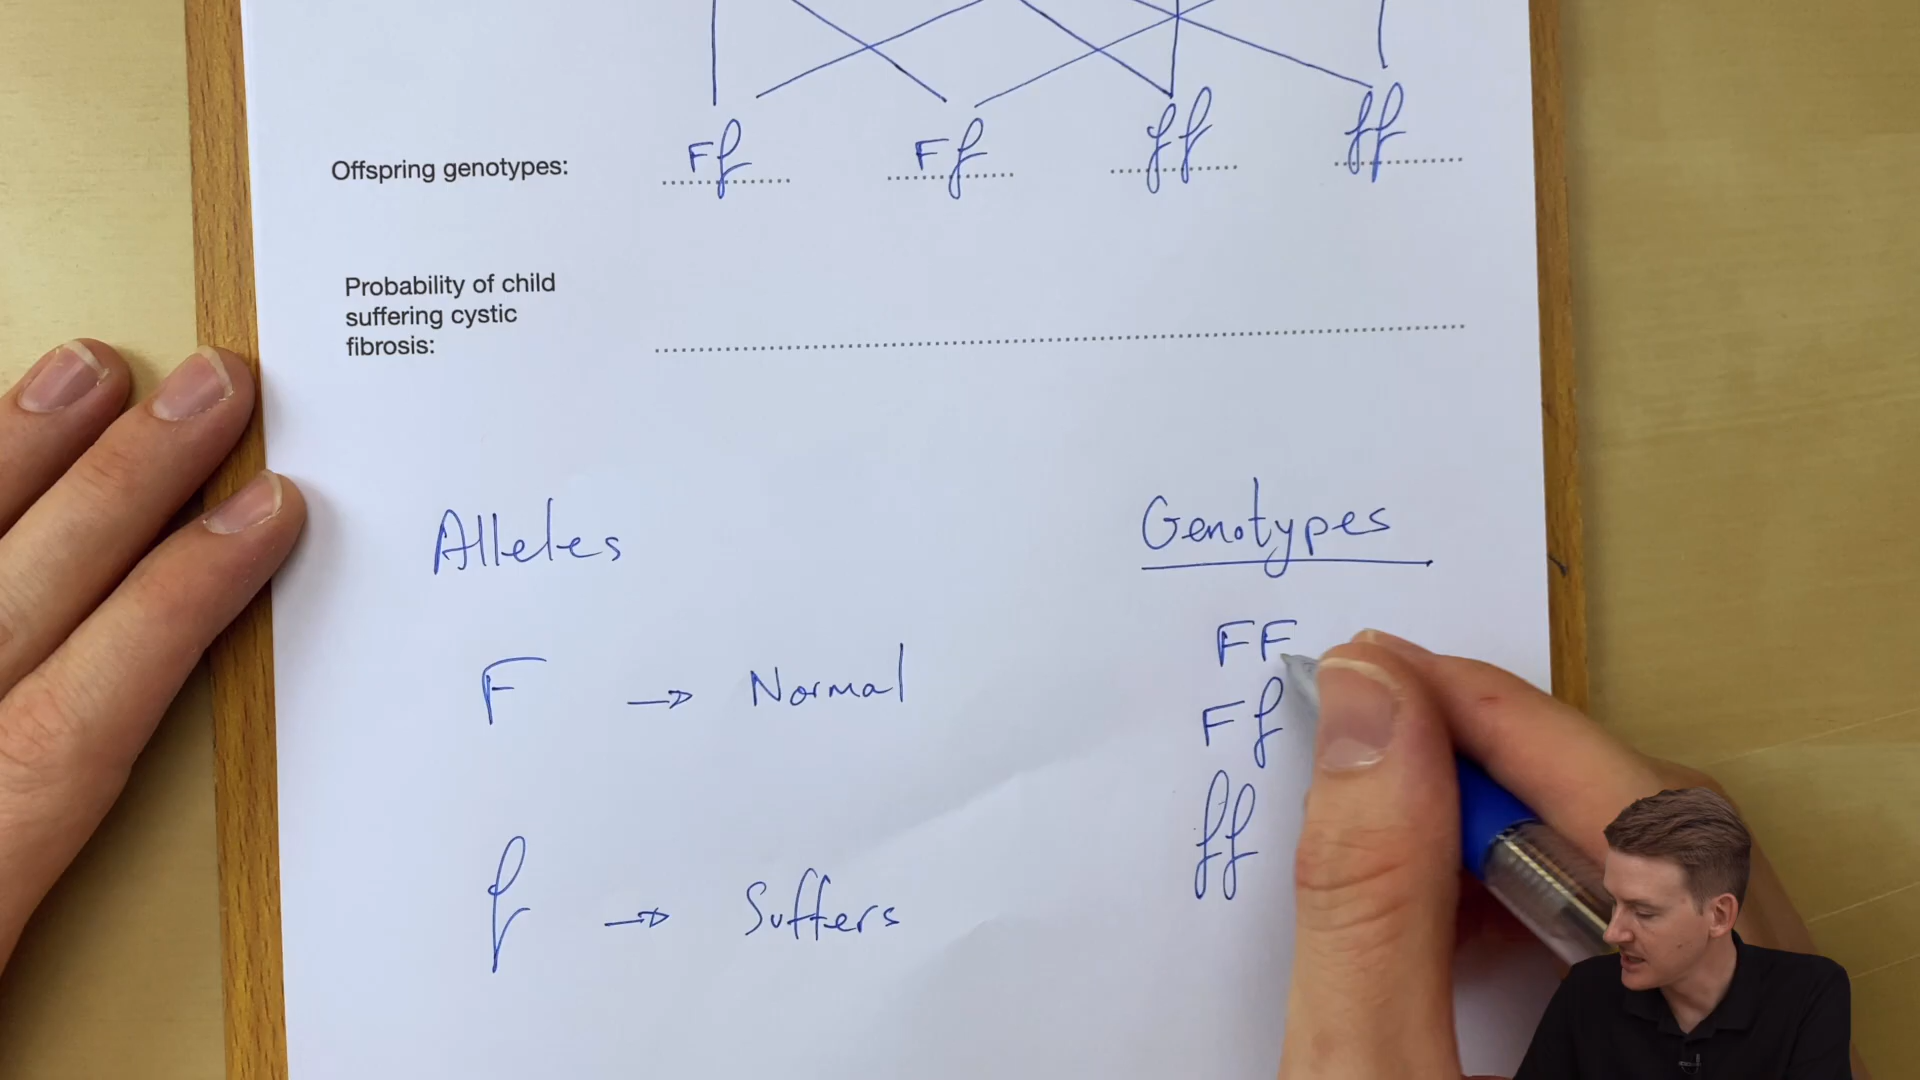 Offspring genotypes: Ff Ff ff ff
Probability of child
suffering cystic
fibrosis:
Alleles
F → Normal
f → Suffers
Genotypes
FF
Ff
ff